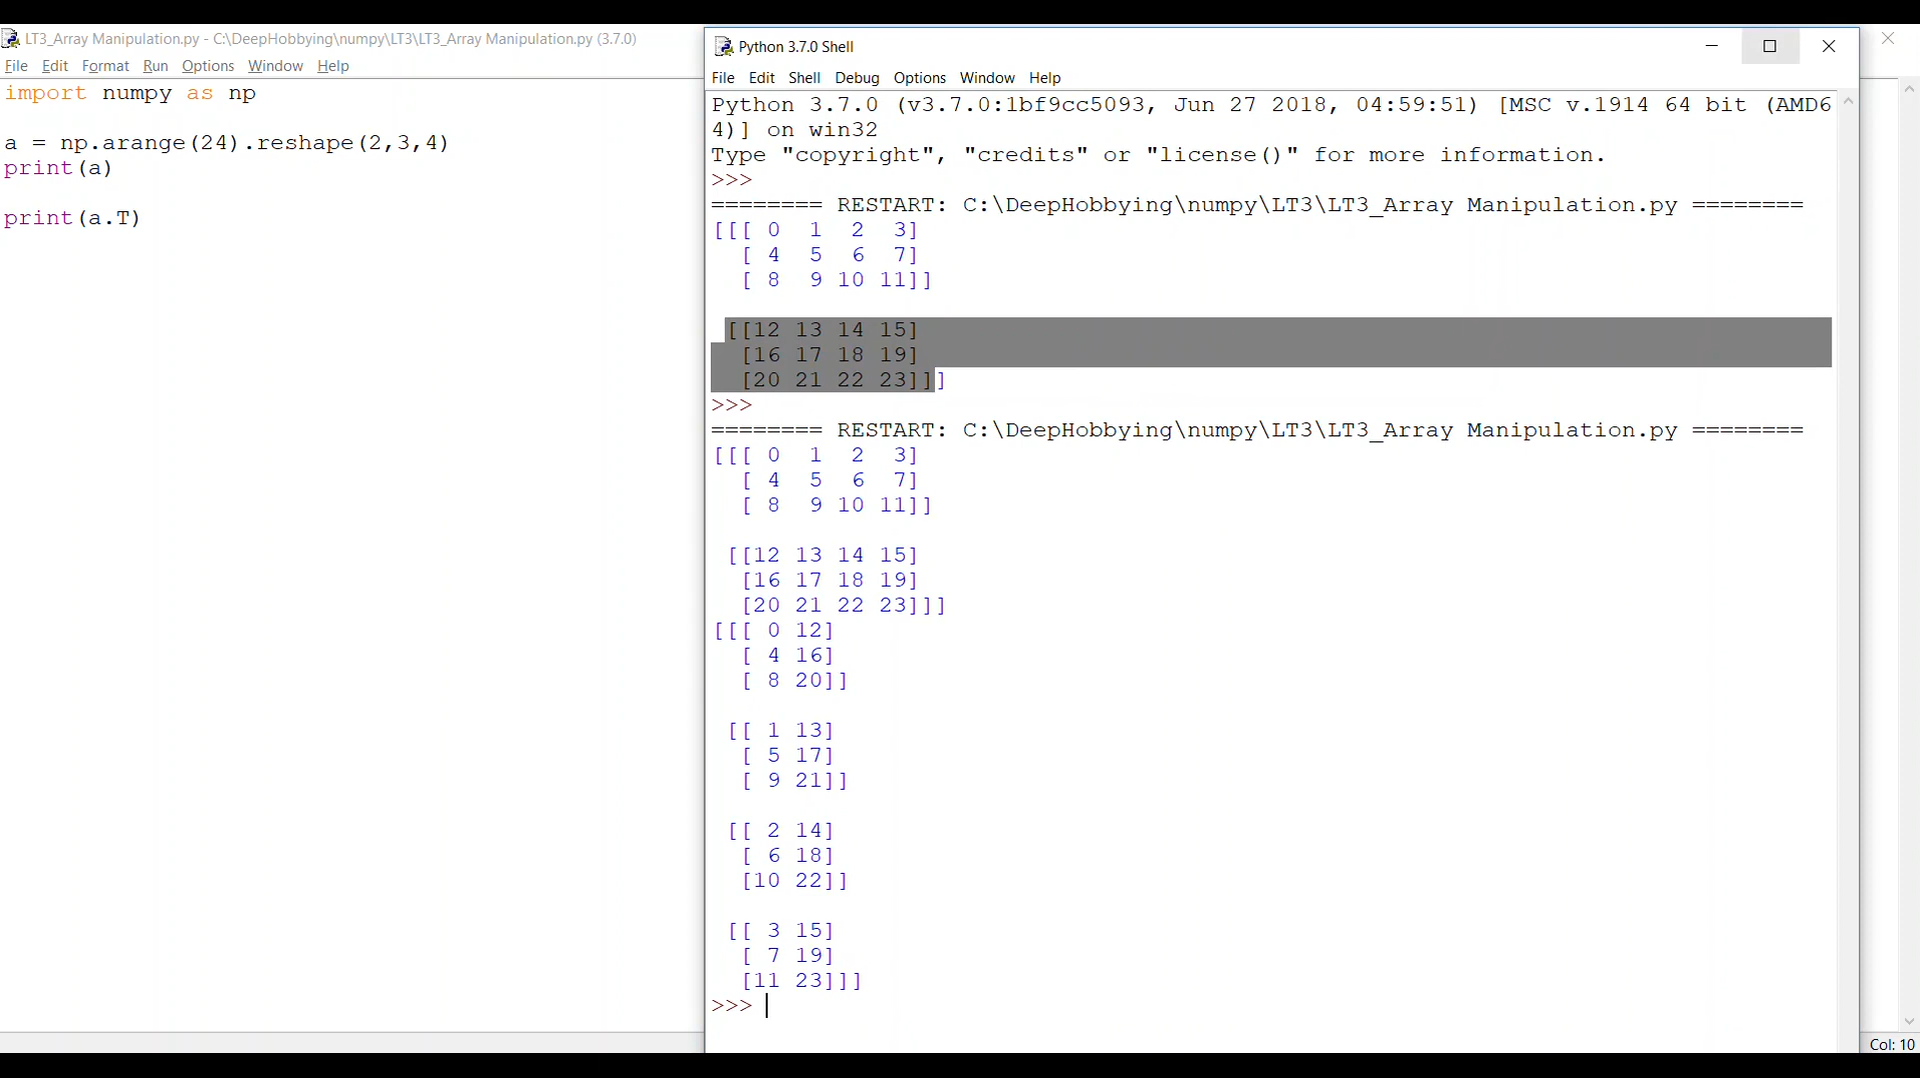 LT3_Array Manipulation.py - C:\DeepHobbying\numpy\LT3\LT3_Array Manipulation.py (3.7.0)
File Edit Format Run Options Window Help
import numpy as np
a = np.arange(24).reshape(2,3,4)
print(a)
print(a.T)
Python 3.7.0 Shell
File Edit Shell Debug Options Window Help
Python 3.7.0 (v3.7.0:1bf9cc5093, Jun 27 2018, 04:59:51) [MSC v.1914 64 bit (AMD6
4)] on win32
Type "copyright", "credits" or "license()" for more information.
>>>
======== RESTART: C:\DeepHobbying\numpy\LT3\LT3_Array Manipulation.py ========
[[[ 0  1  2  3]
  [ 4  5  6  7]
  [ 8  9 10 11]]
 [[12 13 14 15]
  [16 17 18 19]
  [20 21 22 23]]]
>>>
======== RESTART: C:\DeepHobbying\numpy\LT3\LT3_Array Manipulation.py ========
[[[ 0  1  2  3]
  [ 4  5  6  7]
  [ 8  9 10 11]]
 [[12 13 14 15]
  [16 17 18 19]
  [20 21 22 23]]]
[[[ 0 12]
  [ 4 16]
  [ 8 20]]
 [[ 1 13]
  [ 5 17]
  [ 9 21]]
 [[ 2 14]
  [ 6 18]
  [10 22]]
 [[ 3 15]
  [ 7 19]
  [11 23]]]
>>>
Col: 10